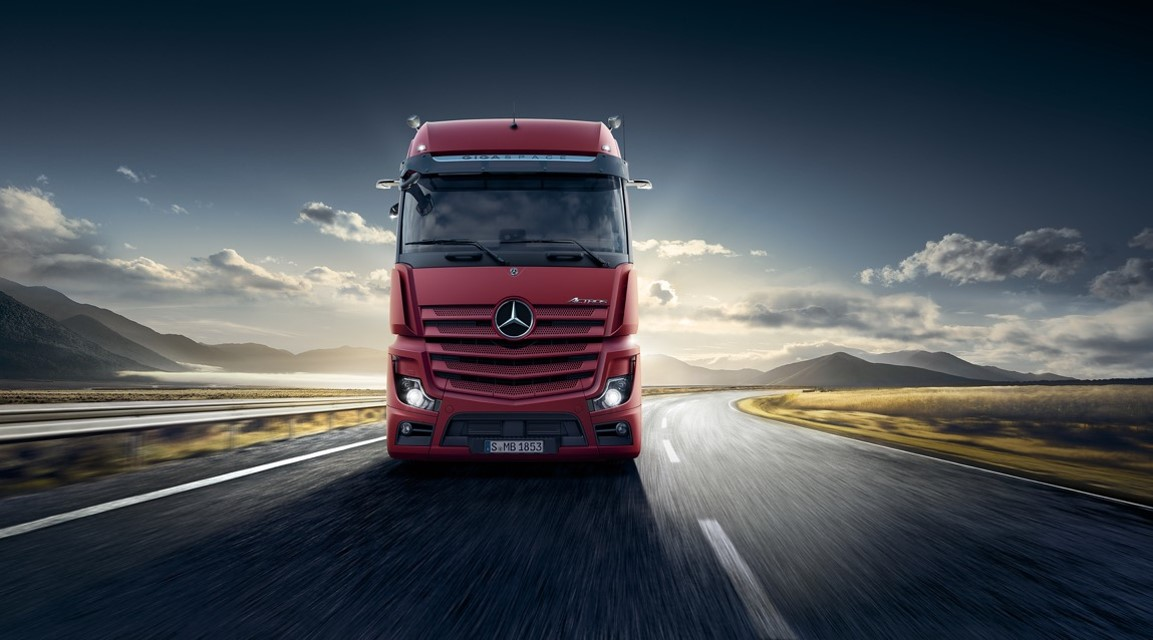 GIGASPACE
ACTROS
S MB 1853